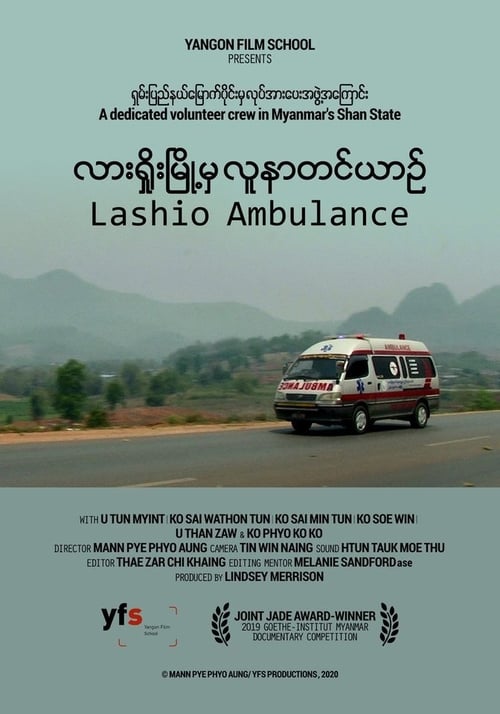 YANGON FILM SCHOOL
PRESENTS
ရှမ်းပြည်နယ်မြောက်ပိုင်းမှလုပ်အားပေးအဖွဲ့အကြောင်း
A dedicated volunteer crew in Myanmar's Shan State
လားရှိုးမြို့မှ လူနာတင်ယာဉ်
Lashio Ambulance
AMBULANCE
AMBULANCE
WITH U TUN MYINT | KO SAI WATHON TUN | KO SAI MIN TUN | KO SOE WIN |
U THAN ZAW & KO PHYO KO KO
DIRECTOR MANN PYE PHYO AUNG CAMERA TIN WIN NAING SOUND HTUN TAUK MOE THU
EDITOR THAE ZAR CHI KHAING EDITING MENTOR MELANIE SANDFORD ase
PRODUCED BY LINDSEY MERRISON
yfs
Yangon Film
School
JOINT JADE AWARD-WINNER
2019 GOETHE-INSTITUT MYANMAR
DOCUMENTARY COMPETITION
© MANN PYE PHYO AUNG/ YFS PRODUCTIONS, 2020